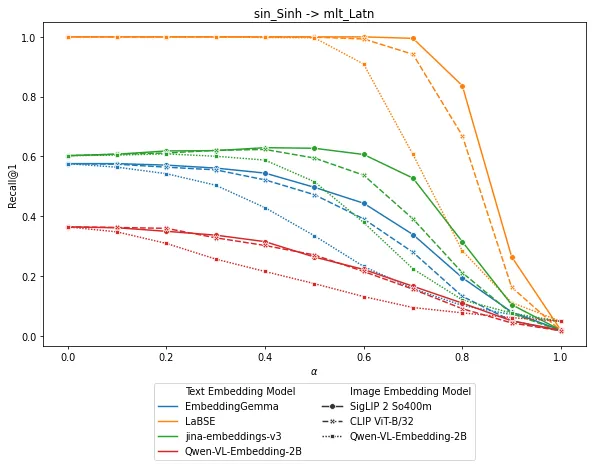 sin_Sinh -> mlt_Latn
Recall@1
1.0
0.8
0.6
0.4
0.2
0.0
0.0 0.2 0.4 0.6 0.8 1.0
α
Text Embedding Model
EmbeddingGemma
LaBSE
jina-embeddings-v3
Qwen-VL-Embedding-2B
Image Embedding Model
SigLIP 2 So400m
CLIP ViT-B/32
Qwen-VL-Embedding-2B